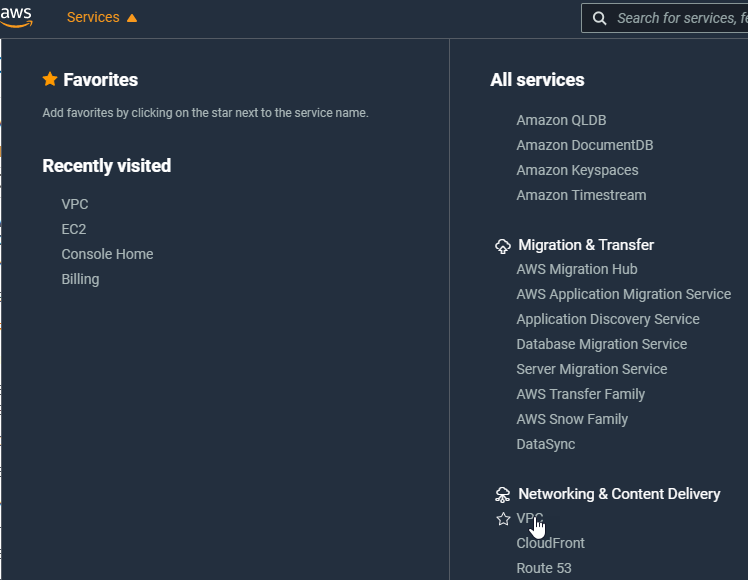 aws
Services
Search for services, fe
Favorites
Add favorites by clicking on the star next to the service name.
Recently visited
VPC
EC2
Console Home
Billing
All services
Amazon QLDB
Amazon DocumentDB
Amazon Keyspaces
Amazon Timestream
Migration & Transfer
AWS Migration Hub
AWS Application Migration Service
Application Discovery Service
Database Migration Service
Server Migration Service
AWS Transfer Family
AWS Snow Family
DataSync
Networking & Content Delivery
VPC
CloudFront
Route 53